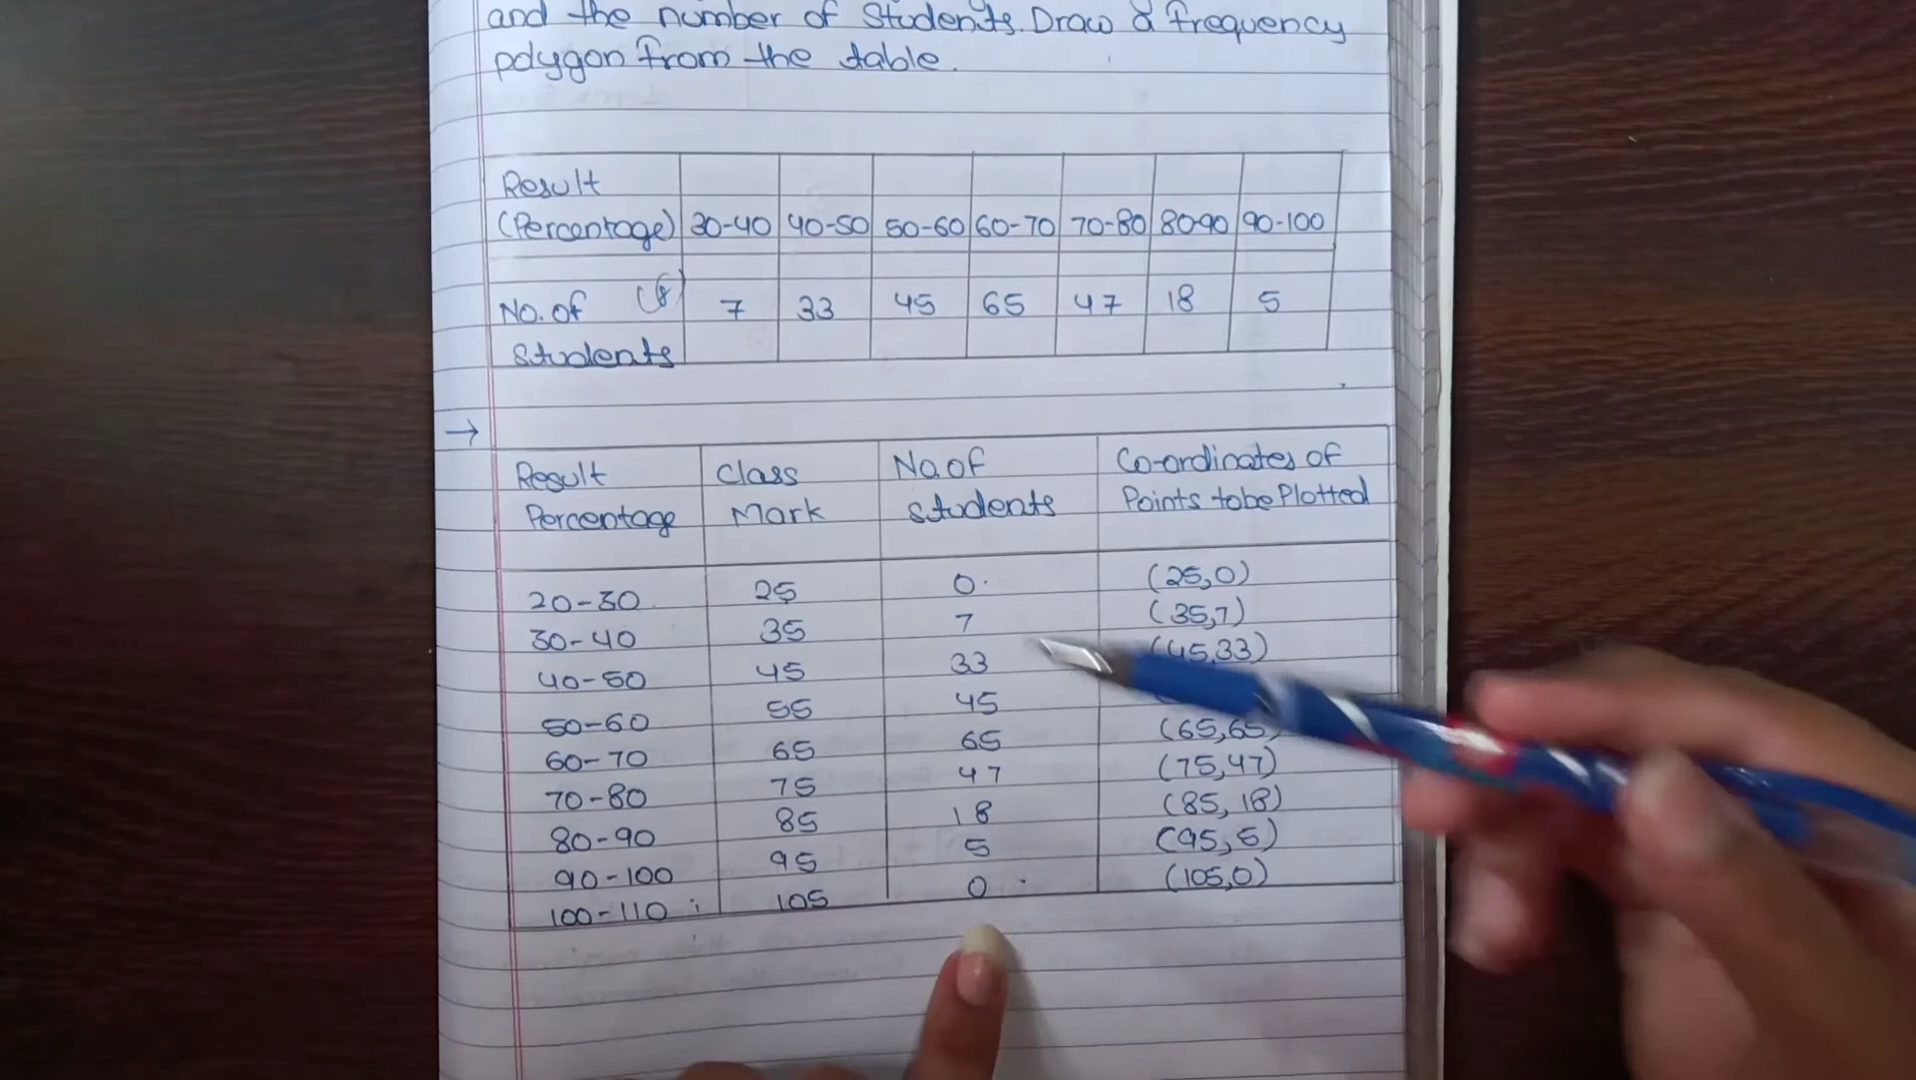 and the number of Students. Draw a frequency
polygon from the table.
Result
(Percentage) 30-40 40-50 50-60 60-70 70-80 80-90 90-100
No. of (f) 7 33 45 65 47 18 5
Students
→
Result Class No. of Co-ordinates of
Percentage Mark students Points to be Plotted
20-30 25 0 (25,0)
30-40 35 7 (35,7)
40-50 45 33 (45,33)
50-60 55 45
60-70 65 65 (65,65)
70-80 75 47 (75,47)
80-90 85 18 (85, 18)
90-100 95 5 (95,5)
100-110 105 0 (105,0)